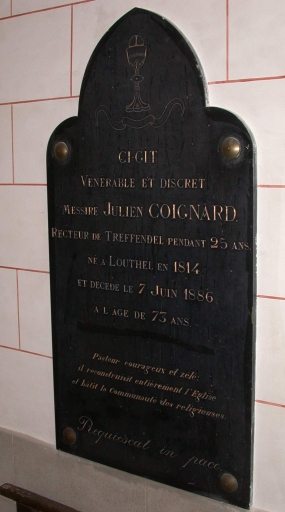 CI-GIT
VENERABLE ET DISCRET
MESSIRE JULIEN COIGNARD
RECTEUR DE TREFFENDEL PENDANT 25 ANS
NÉ A LOUTHEL EN 1814
ET DECEDE LE 7 JUIN 1886
A L'AGE DE 73 ANS
Pasteur courageux et zélé,
il reconstruisit entièrement l'Eglise
et bâtit la Communauté des religieuses.
Requiescat in pace